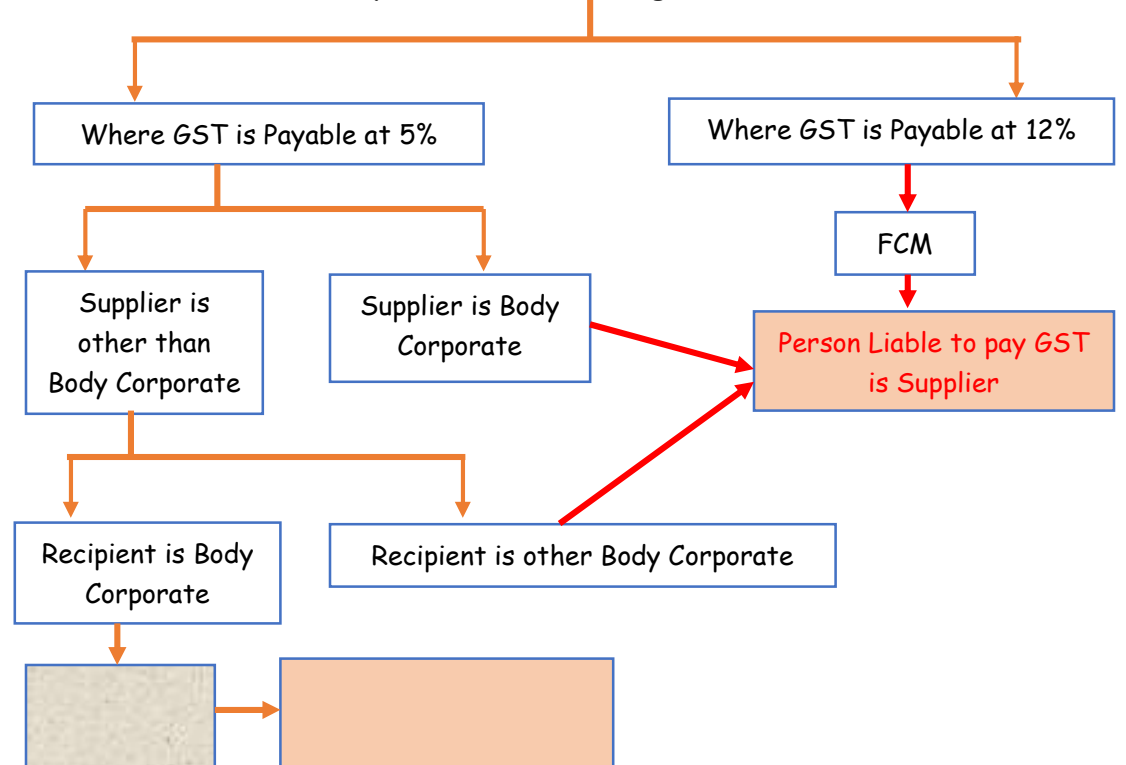 Where GST is Payable at 5%
Where GST is Payable at 12%
FCM
Supplier is
other than
Body Corporate
Supplier is Body
Corporate
Person Liable to pay GST
is Supplier
Recipient is Body
Corporate
Recipient is other Body Corporate